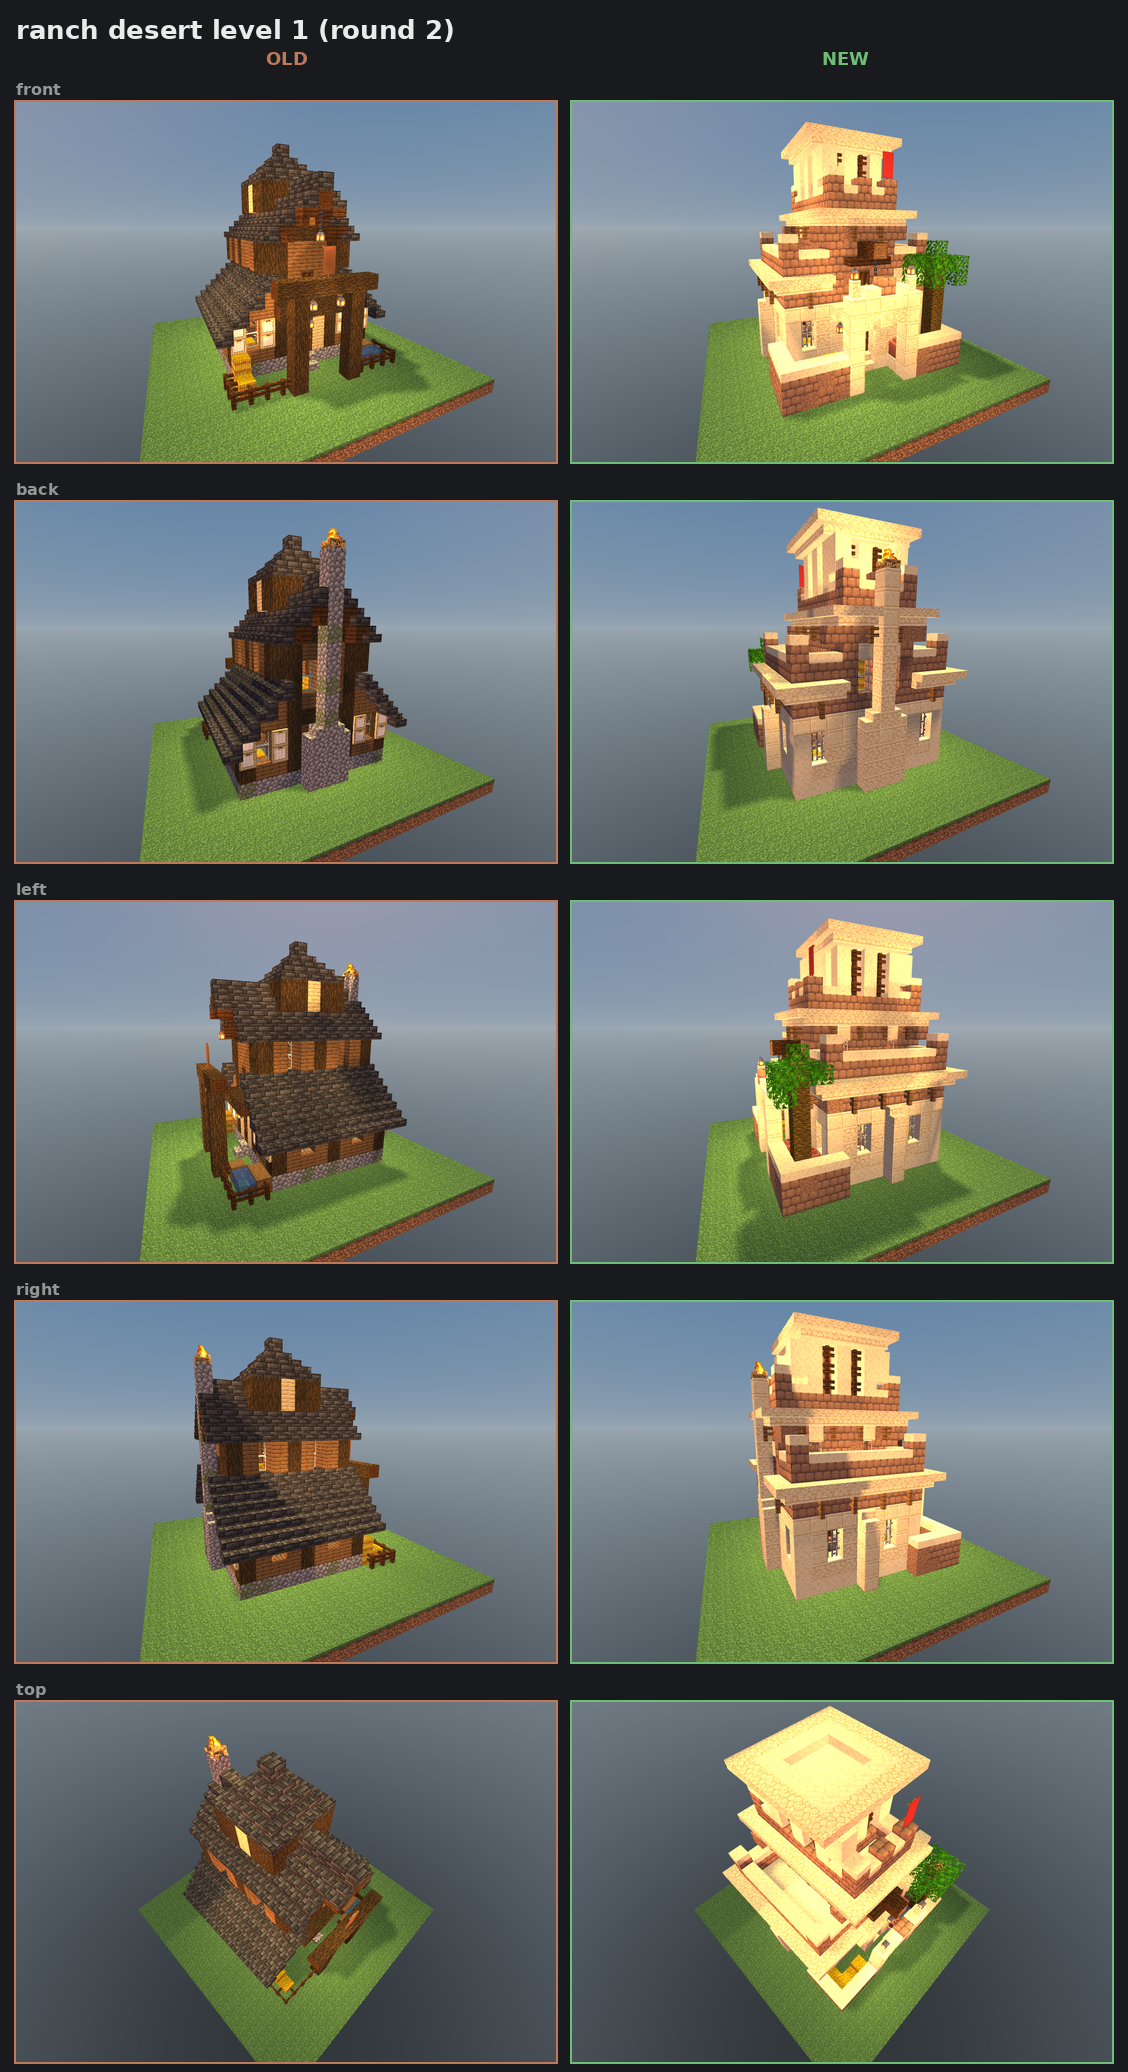 ranch desert level 1 (round 2)
OLD NEW
front
back
left
right
top